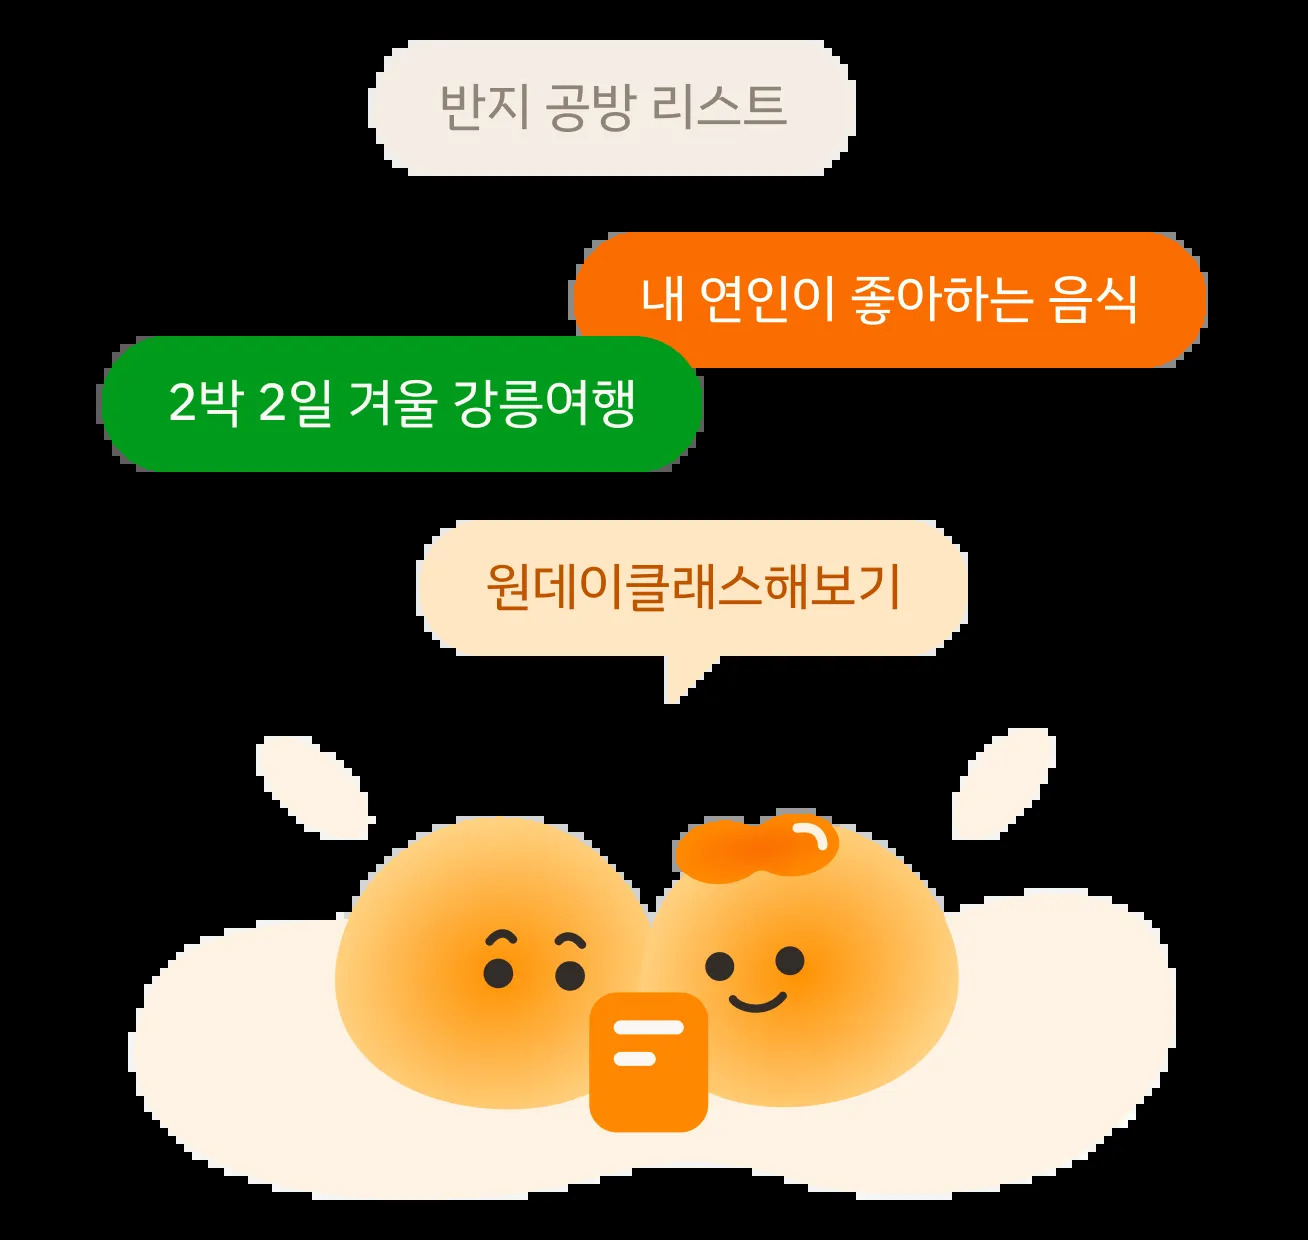 반지 공방 리스트
내 연인이 좋아하는 음식
2박 2일 겨울 강릉여행
원데이클래스해보기